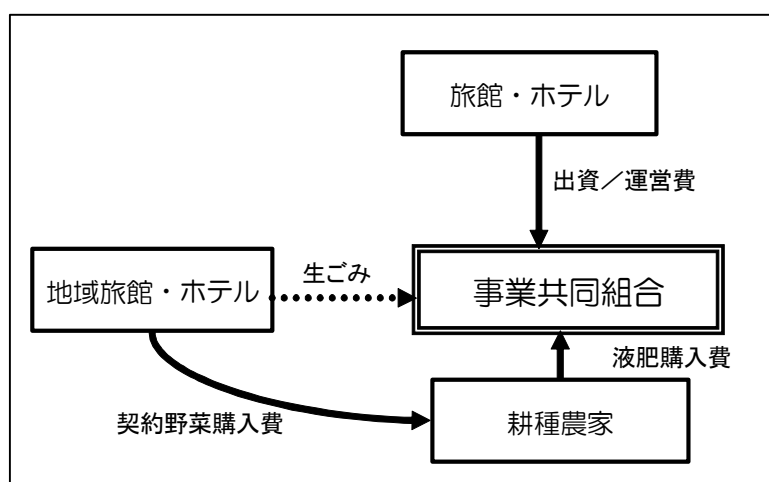 旅館・ホテル
出資／運営費
地域旅館・ホテル
生ごみ
事業共同組合
液肥購入費
契約野菜購入費
耕種農家